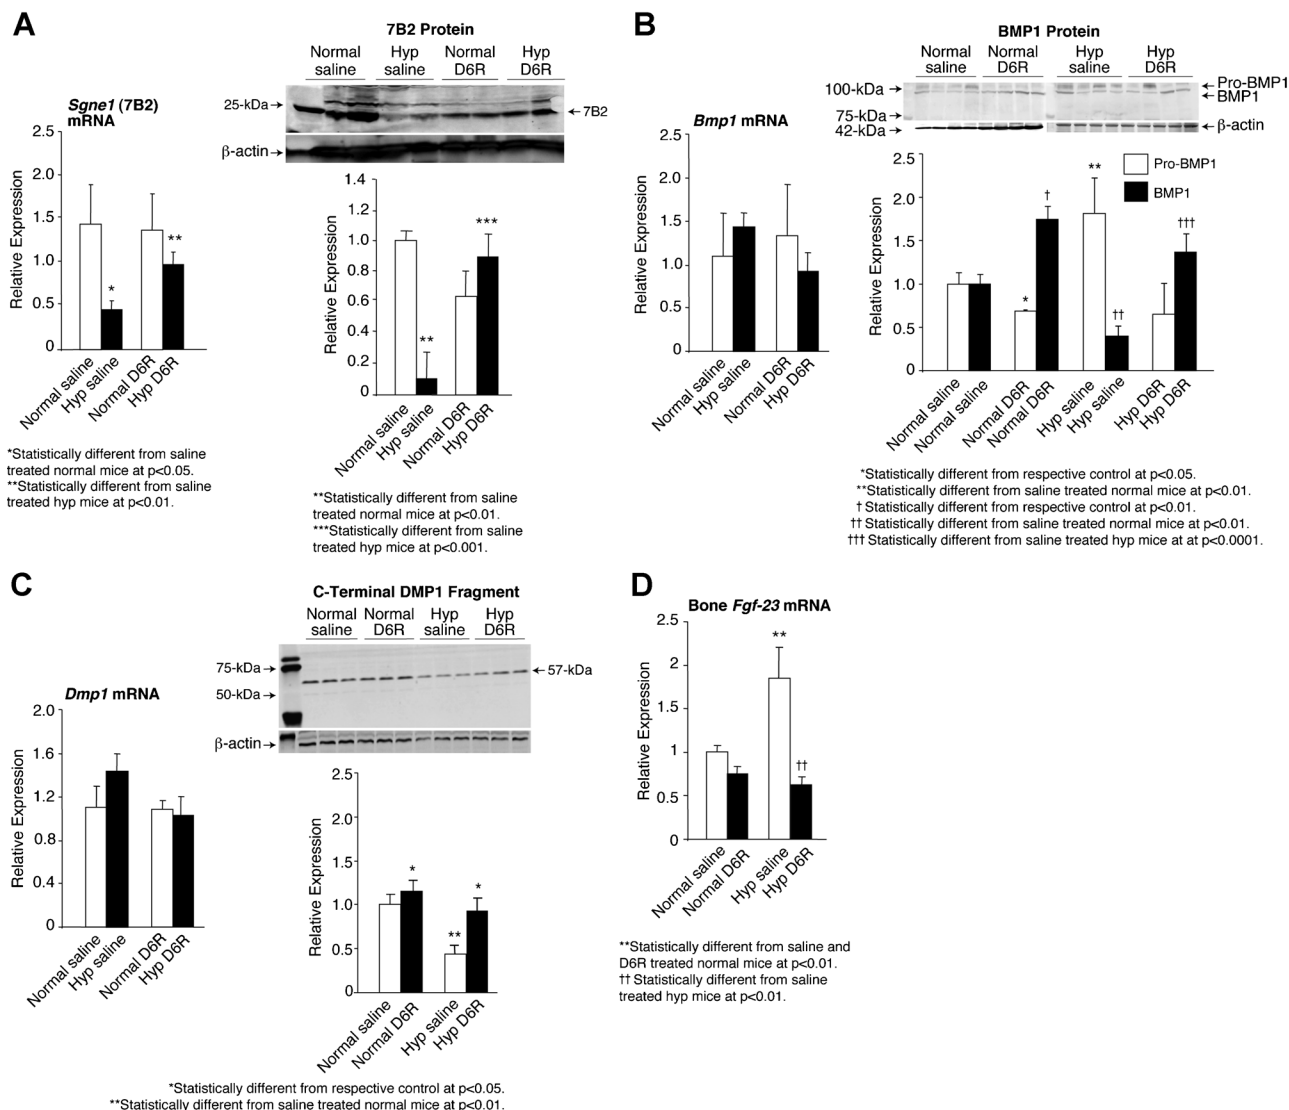 A
7B2 Protein
Normal saline
Hyp saline
Normal D6R
Hyp D6R
25-kDa
7B2
β-actin
Sgne1 (7B2)
mRNA
Relative Expression
2.5
2.0
1.5
1.0
0.5
0
*
**
Normal saline
Hyp saline
Normal D6R
Hyp D6R
*Statistically different from saline
treated normal mice at p<0.05.
**Statistically different from saline
treated hyp mice at p<0.01.
Relative Expression
1.4
1.2
1.0
0.8
0.6
0.4
0.2
0
**
***
Normal saline
Hyp saline
Normal D6R
Hyp D6R
**Statistically different from saline
treated normal mice at p<0.01.
***Statistically different from saline
treated hyp mice at p<0.001.
B
BMP1 Protein
Normal saline
Normal D6R
Hyp saline
Hyp D6R
100-kDa
75-kDa
42-kDa
Pro-BMP1
BMP1
β-actin
Bmp1 mRNA
Relative Expression
2.5
2.0
1.5
1.0
0.5
0
Normal saline
Hyp saline
Normal D6R
Hyp D6R
Relative Expression
2.5
2.0
1.5
1.0
0.5
0
Pro-BMP1
BMP1
*
†
**
††
†††
Normal saline
Normal saline
Normal D6R
Normal D6R
Hyp saline
Hyp saline
Hyp D6R
Hyp D6R
*Statistically different from respective control at p<0.05.
**Statistically different from saline treated normal mice at p<0.01.
† Statistically different from respective control at p<0.01.
†† Statistically different from saline treated normal mice at p<0.01.
††† Statistically different from saline treated hyp mice at at p<0.0001.
C
C-Terminal DMP1 Fragment
Normal saline
Normal D6R
Hyp saline
Hyp D6R
75-kDa
50-kDa
57-kDa
β-actin
Dmp1 mRNA
Relative Expression
2.0
1.6
1.2
0.8
0.4
0
Normal saline
Hyp saline
Normal D6R
Hyp D6R
Relative Expression
2.5
2.0
1.5
1.0
0.5
0
*
**
*
Normal saline
Normal D6R
Hyp saline
Hyp D6R
*Statistically different from respective control at p<0.05.
**Statistically different from saline treated normal mice at p<0.01.
D
Bone Fgf-23 mRNA
Relative Expression
2.5
2
1.5
1
0.5
0
**
††
Normal saline
Normal D6R
Hyp saline
Hyp D6R
**Statistically different from saline and
D6R treated normal mice at p<0.01.
†† Statistically different from saline
treated hyp mice at p<0.01.